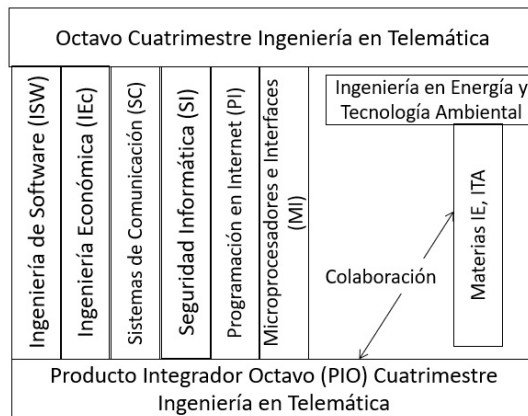 Octavo Cuatrimestre Ingeniería en Telemática
Ingeniería de Software (ISW)
Ingeniería Económica (IEc)
Sistemas de Comunicación (SC)
Seguridad Informática (SI)
Programación en Internet (PI)
Microprocesadores e Interfaces
(MI)
Ingeniería en Energía y
Tecnología Ambiental
Materias IE, ITA
Colaboración
Producto Integrador Octavo (PIO) Cuatrimestre
Ingeniería en Telemática